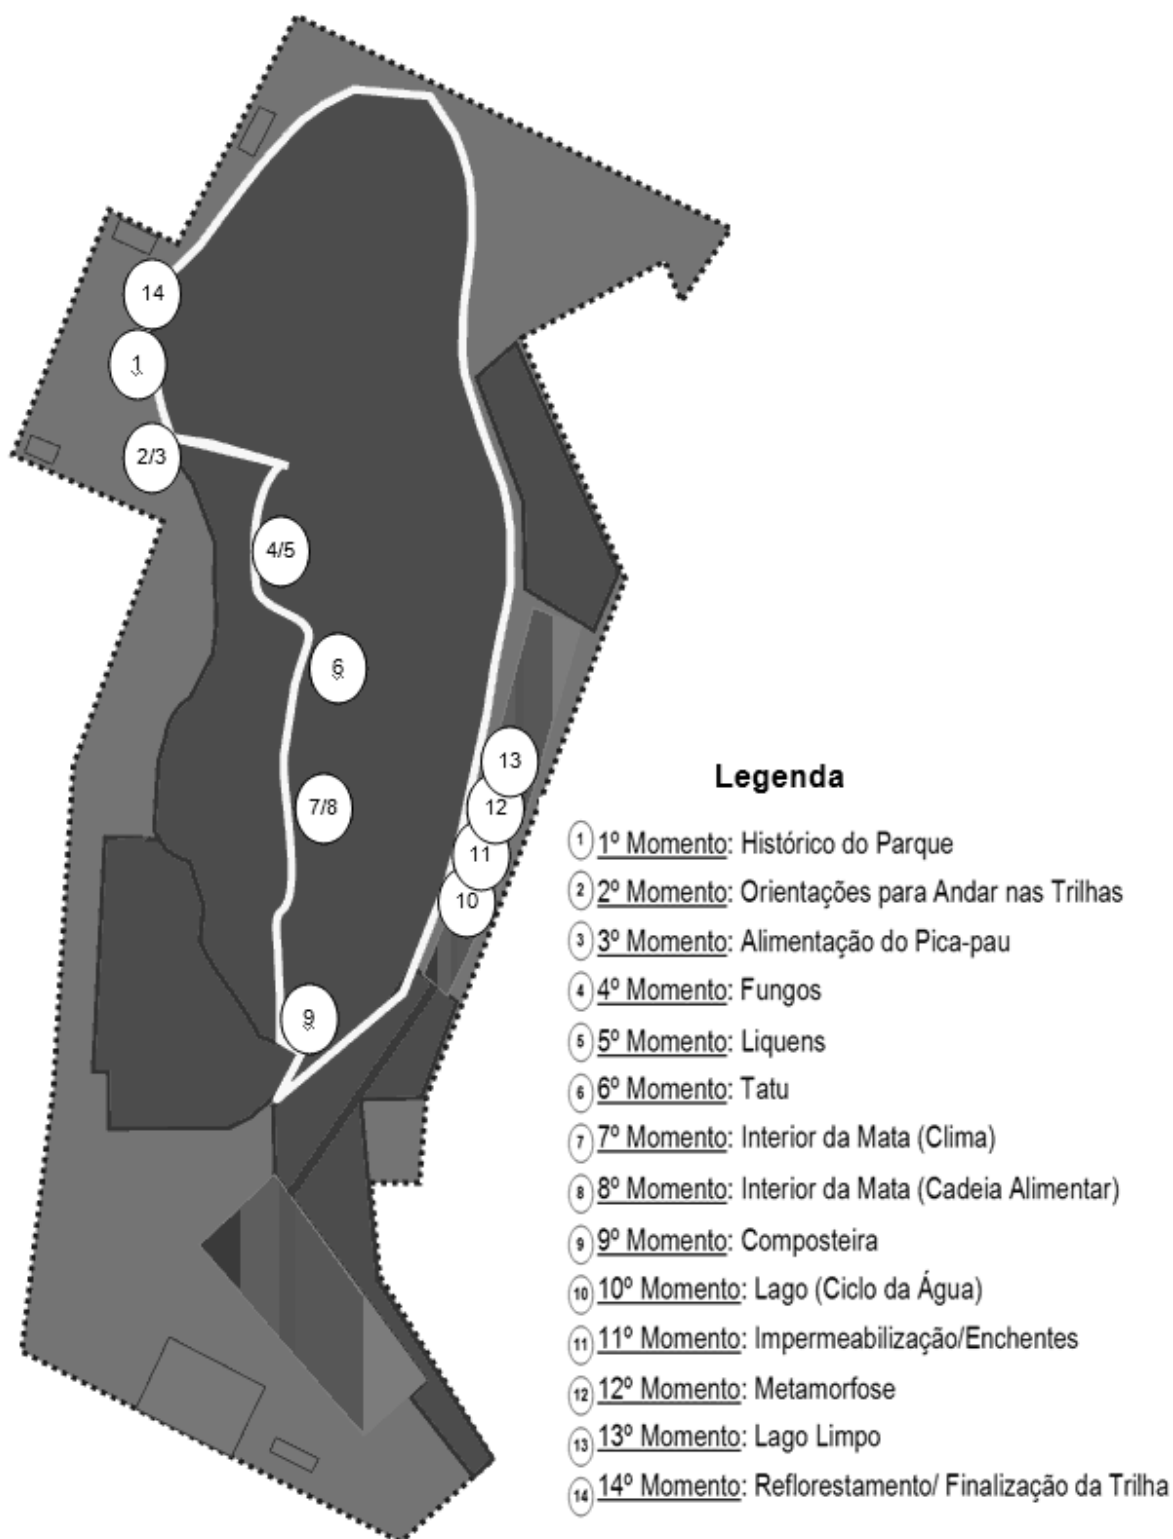 14
1
2/3
4/5
6
7/8
13
12
11
10
9
Legenda
1 1º Momento: Histórico do Parque
2 2º Momento: Orientações para Andar nas Trilhas
3 3º Momento: Alimentação do Pica-pau
4 4º Momento: Fungos
5 5º Momento: Liquens
6 6º Momento: Tatu
7 7º Momento: Interior da Mata (Clima)
8 8º Momento: Interior da Mata (Cadeia Alimentar)
9 9º Momento: Composteira
10 10º Momento: Lago (Ciclo da Água)
11 11º Momento: Impermeabilização/Enchentes
12 12º Momento: Metamorfose
13 13º Momento: Lago Limpo
14 14º Momento: Reflorestamento/ Finalização da Trilha